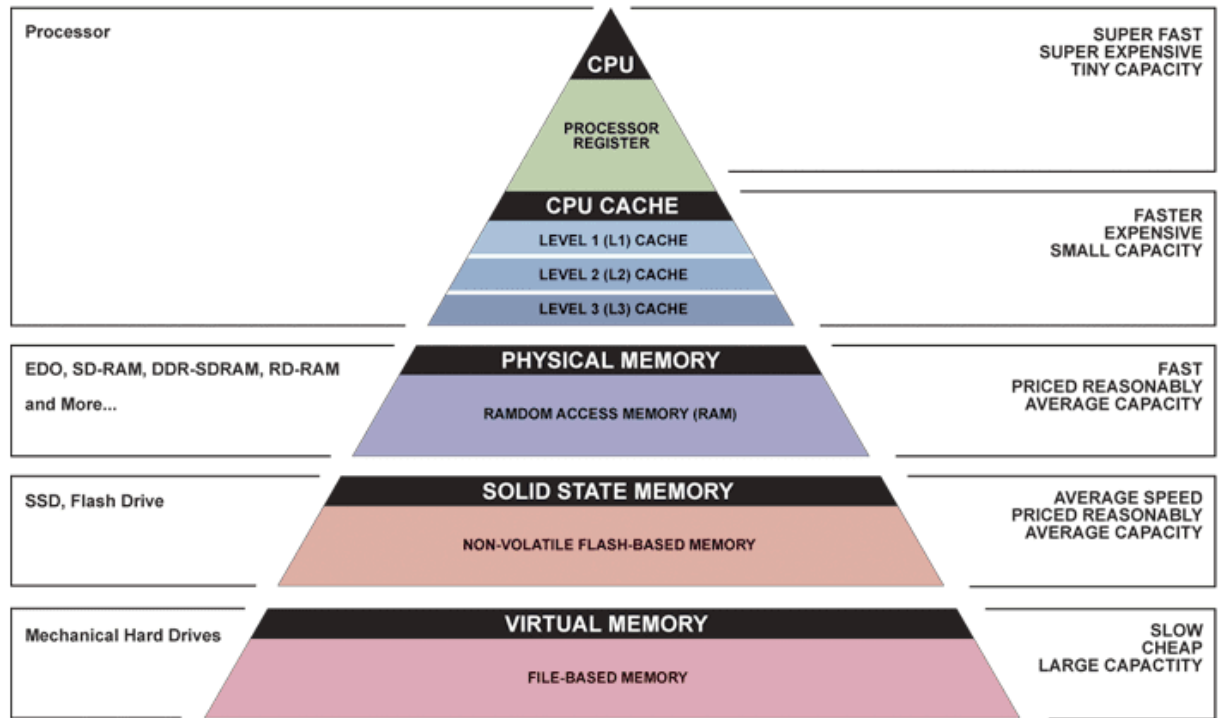 Processor
CPU
SUPER FAST
SUPER EXPENSIVE
TINY CAPACITY
PROCESSOR
REGISTER
CPU CACHE
LEVEL 1 (L1) CACHE
LEVEL 2 (L2) CACHE
LEVEL 3 (L3) CACHE
FASTER
EXPENSIVE
SMALL CAPACITY
EDO, SD-RAM, DDR-SDRAM, RD-RAM
and More...
PHYSICAL MEMORY
RAMDOM ACCESS MEMORY (RAM)
FAST
PRICED REASONABLY
AVERAGE CAPACITY
SSD, Flash Drive
SOLID STATE MEMORY
NON-VOLATILE FLASH-BASED MEMORY
AVERAGE SPEED
PRICED REASONABLY
AVERAGE CAPACITY
Mechanical Hard Drives
VIRTUAL MEMORY
FILE-BASED MEMORY
SLOW
CHEAP
LARGE CAPACTITY